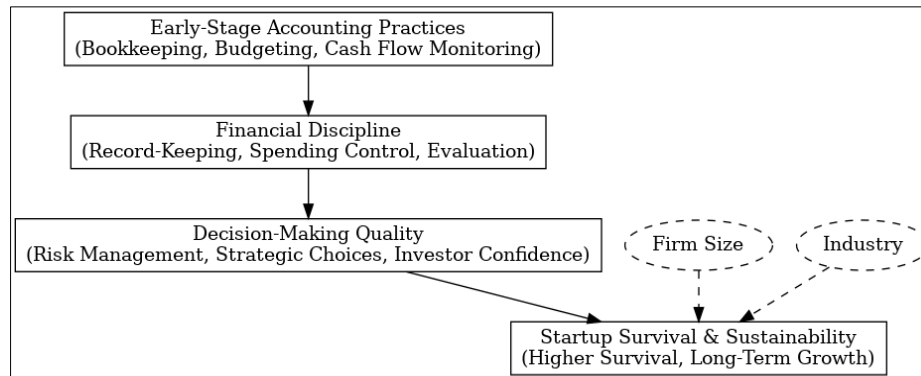 Early-Stage Accounting Practices
(Bookkeeping, Budgeting, Cash Flow Monitoring)
Financial Discipline
(Record-Keeping, Spending Control, Evaluation)
Decision-Making Quality
(Risk Management, Strategic Choices, Investor Confidence)
Firm Size
Industry
Startup Survival & Sustainability
(Higher Survival, Long-Term Growth)